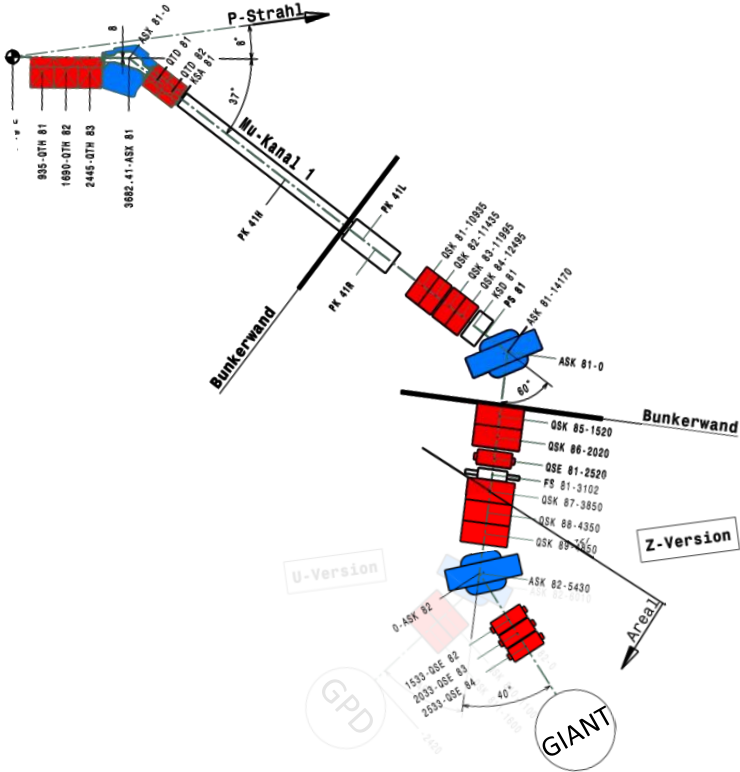 P-Strahl
8
ASK 81-0
8°
QTD 81
QTD 82
KSA 81
37°
935-QTH 81
1690-QTH 82
2445-QTH 83
3682.41-ASX 81
Mu-Kanal 1
PK 41H
PK 41L
PK 41R
Bunkerwand
QSK 81-10935
QSK 82-11435
QSK 83-11995
QSK 84-12495
KSD 81
PS 81
ASK 81-14170
ASK 81-0
60°
Bunkerwand
QSK 85-1520
QSK 86-2020
QSE 81-2520
FS 81-3102
QSK 87-3850
QSK 88-4350
Z-Version
U-Version
ASK 82-5430
0-ASK 82
Areal
1533-QSE 82
2033-QSE 83
2533-QSE 84
40°
GPD
GIANT